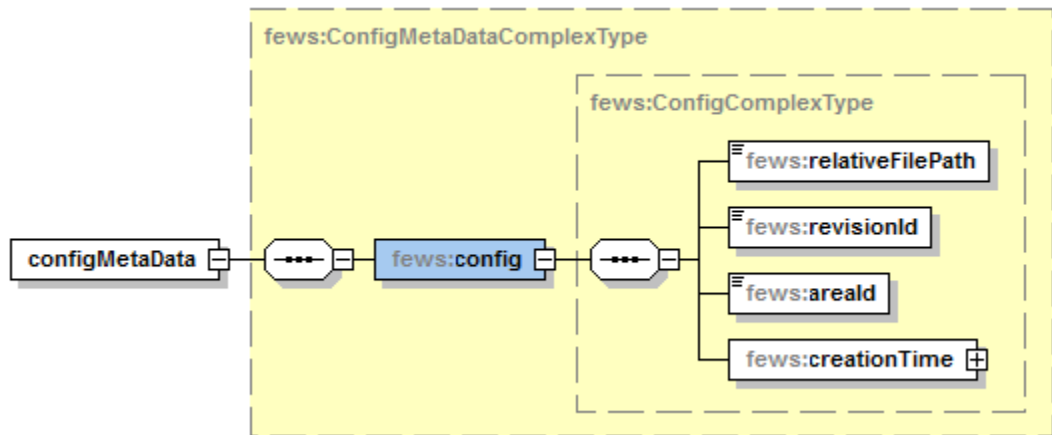 fews:ConfigMetaDataComplexType
fews:ConfigComplexType
fews:relativeFilePath
fews:revisionId
configMetaData
fews:config
fews:areaId
fews:creationTime